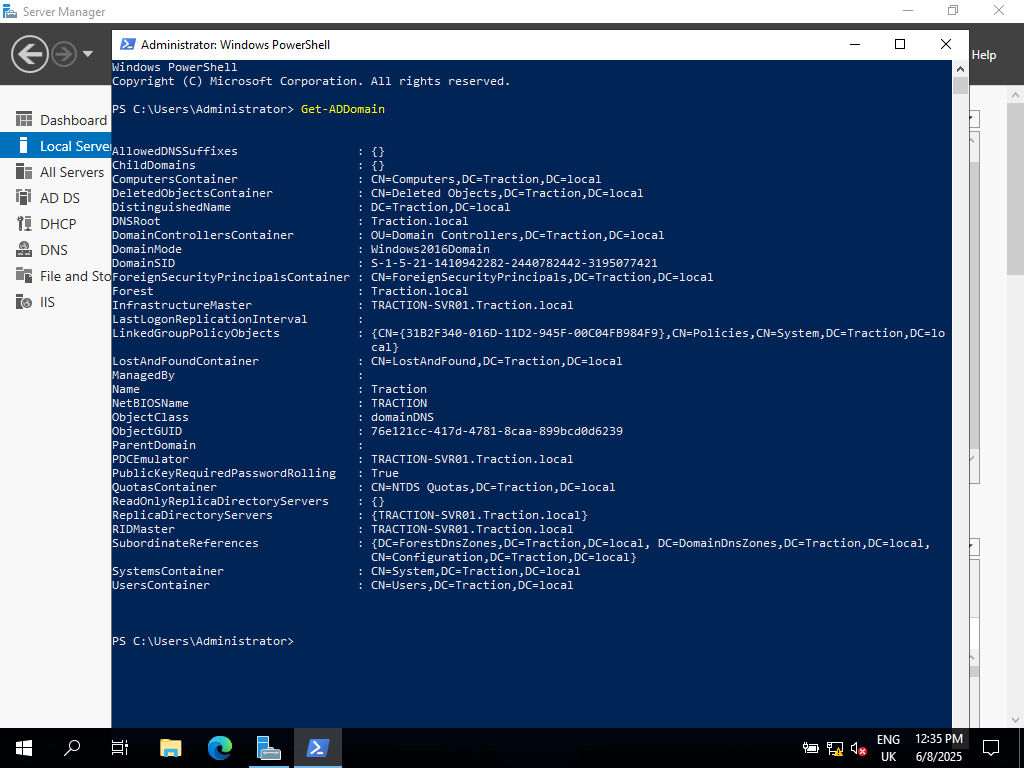 Server Manager
Administrator: Windows PowerShell
Help
Windows PowerShell
Copyright (C) Microsoft Corporation. All rights reserved.
PS C:\Users\Administrator> Get-ADDomain
Dashboard
Local Serve
All Servers
AD DS
DHCP
DNS
File and Sto
IIS
AllowedDNSSuffixes : {}
ChildDomains : {}
ComputersContainer : CN=Computers,DC=Traction,DC=local
DeletedObjectsContainer : CN=Deleted Objects,DC=Traction,DC=local
DistinguishedName : DC=Traction,DC=local
DNSRoot : Traction.local
DomainControllersContainer : OU=Domain Controllers,DC=Traction,DC=local
DomainMode : Windows2016Domain
DomainSID : S-1-5-21-1410942282-2440782442-3195077421
ForeignSecurityPrincipalsContainer : CN=ForeignSecurityPrincipals,DC=Traction,DC=local
Forest : Traction.local
InfrastructureMaster : TRACTION-SVR01.Traction.local
LastLogonReplicationInterval :
LinkedGroupPolicyObjects : {CN={31B2F340-016D-11D2-945F-00C04FB984F9},CN=Policies,CN=System,DC=Traction,DC=lo
cal}
LostAndFoundContainer : CN=LostAndFound,DC=Traction,DC=local
ManagedBy :
Name : Traction
NetBIOSName : TRACTION
ObjectClass : domainDNS
ObjectGUID : 76e121cc-417d-4781-8caa-899bcd0d6239
ParentDomain :
PDCEmulator : TRACTION-SVR01.Traction.local
PublicKeyRequiredPasswordRolling : True
QuotasContainer : CN=NTDS Quotas,DC=Traction,DC=local
ReadOnlyReplicaDirectoryServers : {}
ReplicaDirectoryServers : {TRACTION-SVR01.Traction.local}
RIDMaster : TRACTION-SVR01.Traction.local
SubordinateReferences : {DC=ForestDnsZones,DC=Traction,DC=local, DC=DomainDnsZones,DC=Traction,DC=local,
CN=Configuration,DC=Traction,DC=local}
SystemsContainer : CN=System,DC=Traction,DC=local
UsersContainer : CN=Users,DC=Traction,DC=local
PS C:\Users\Administrator>
ENG
UK
12:35 PM
6/8/2025